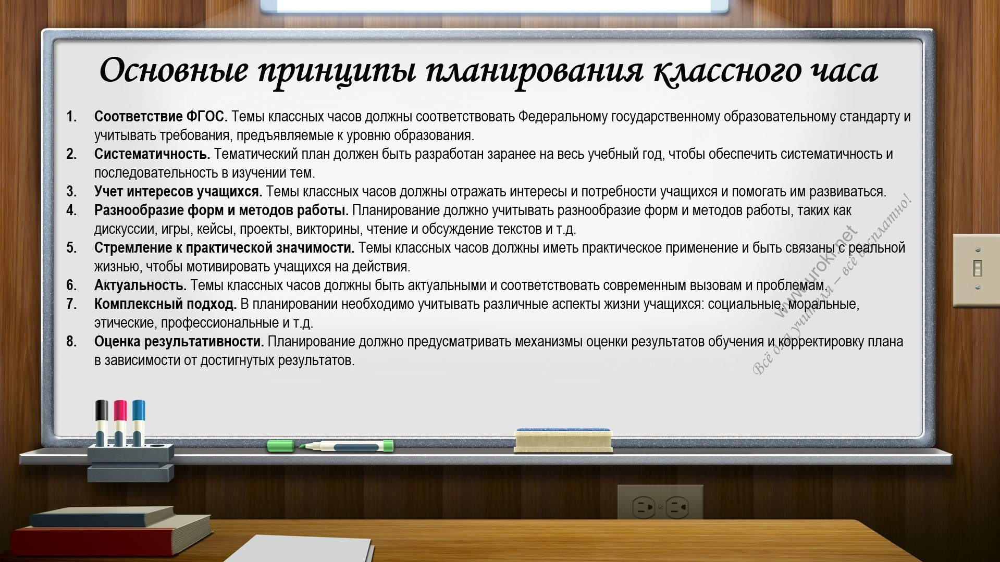 Основные принципы планирования классного часа
1. Соответствие ФГОС. Темы классных часов должны соответствовать Федеральному государственному образовательному стандарту и
учитывать требования, предъявляемые к уровню образования.
2. Систематичность. Тематический план должен быть разработан заранее на весь учебный год, чтобы обеспечить систематичность и
последовательность в изучении тем.
3. Учет интересов учащихся. Темы классных часов должны отражать интересы и потребности учащихся и помогать им развиваться.
4. Разнообразие форм и методов работы. Планирование должно учитывать разнообразие форм и методов работы, таких как
дискуссии, игры, кейсы, проекты, викторины, чтение и обсуждение текстов и т.д.
5. Стремление к практической значимости. Темы классных часов должны иметь практическое применение и быть связаны с реальной
жизнью, чтобы мотивировать учащихся на действия.
6. Актуальность. Темы классных часов должны быть актуальными и соответствовать современным вызовам и проблемам.
7. Комплексный подход. В планировании необходимо учитывать различные аспекты жизни учащихся: социальные, моральные,
этические, профессиональные и т.д.
8. Оценка результативности. Планирование должно предусматривать механизмы оценки результатов обучения и корректировку плана
в зависимости от достигнутых результатов.
www.uroki.net
Всё для учителя – всё бесплатно!